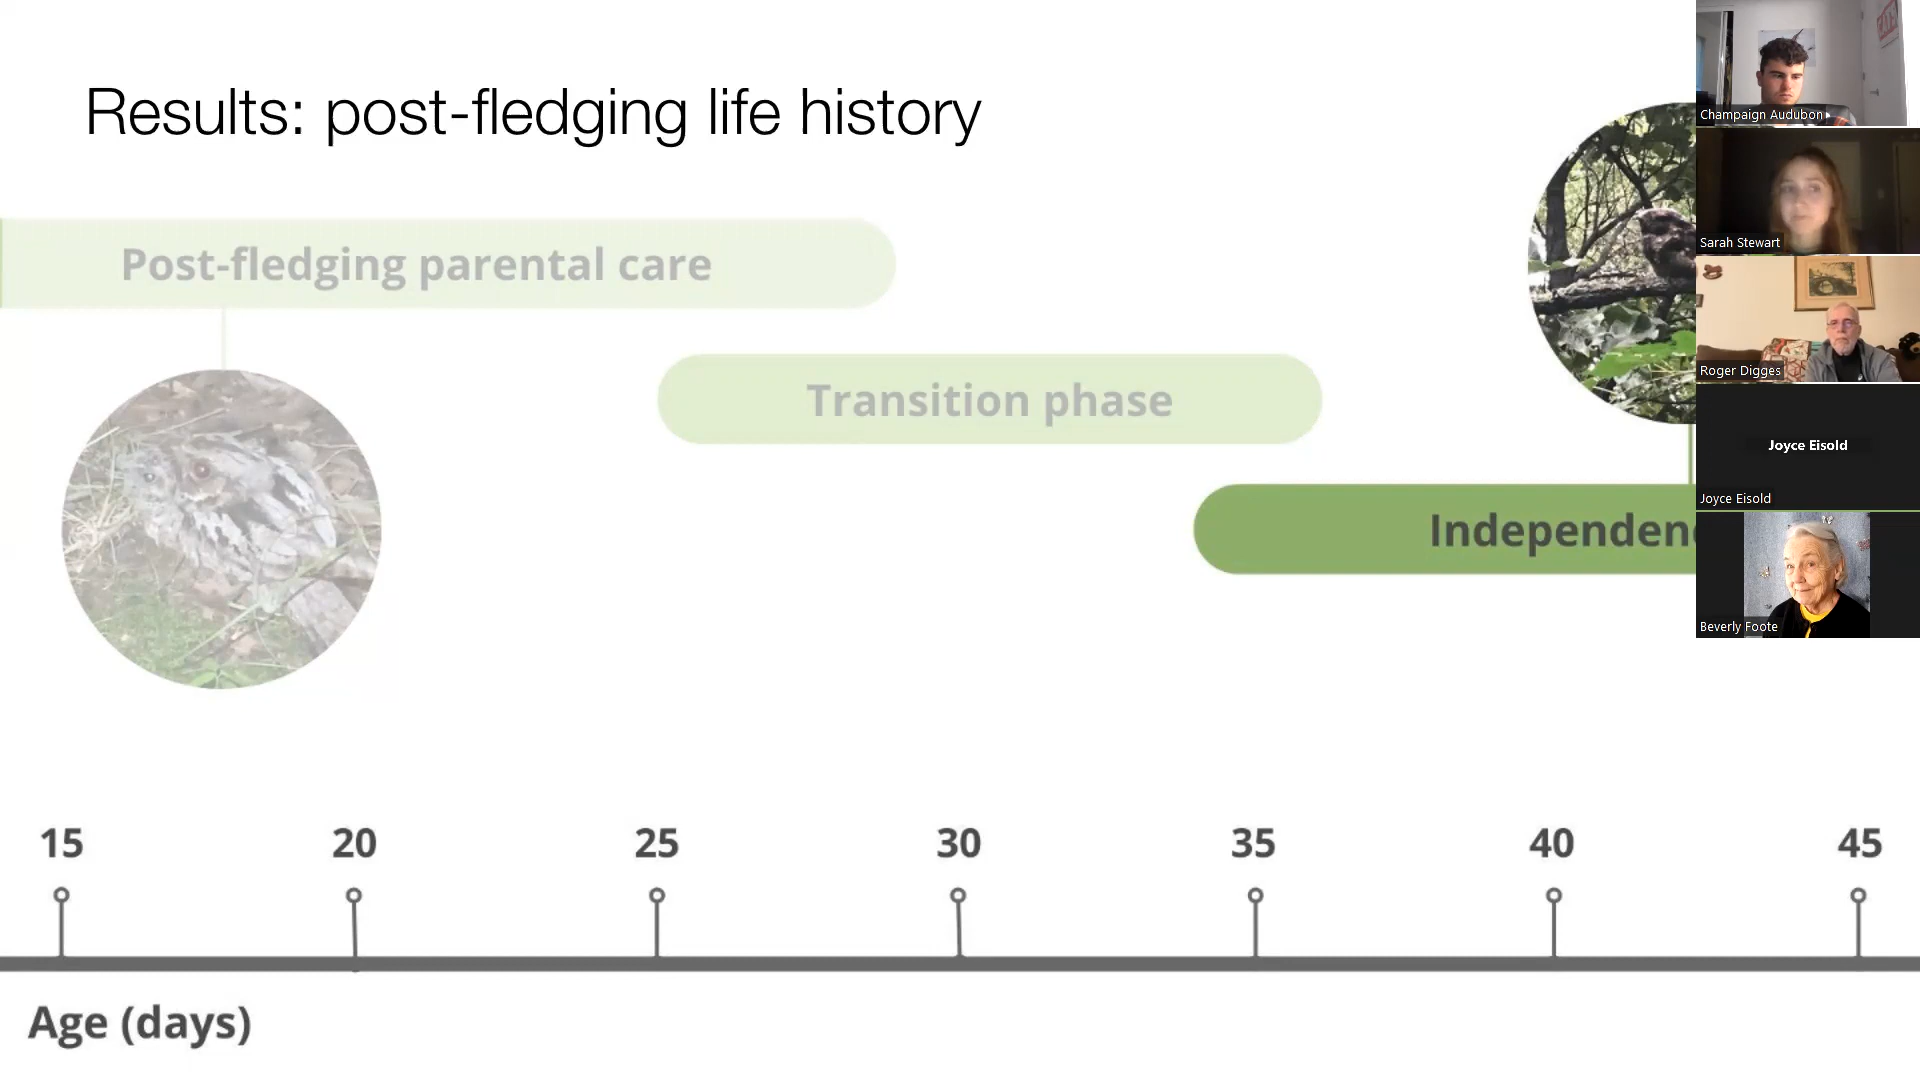 Results: post-fledging life history
Champaign Audubon
Post-fledging parental care
Sarah Stewart
Transition phase
Roger Digges
Joyce Eisold
Joyce Eisold
Independenc
Beverly Foote
15 20 25 30 35 40 45
Age (days)